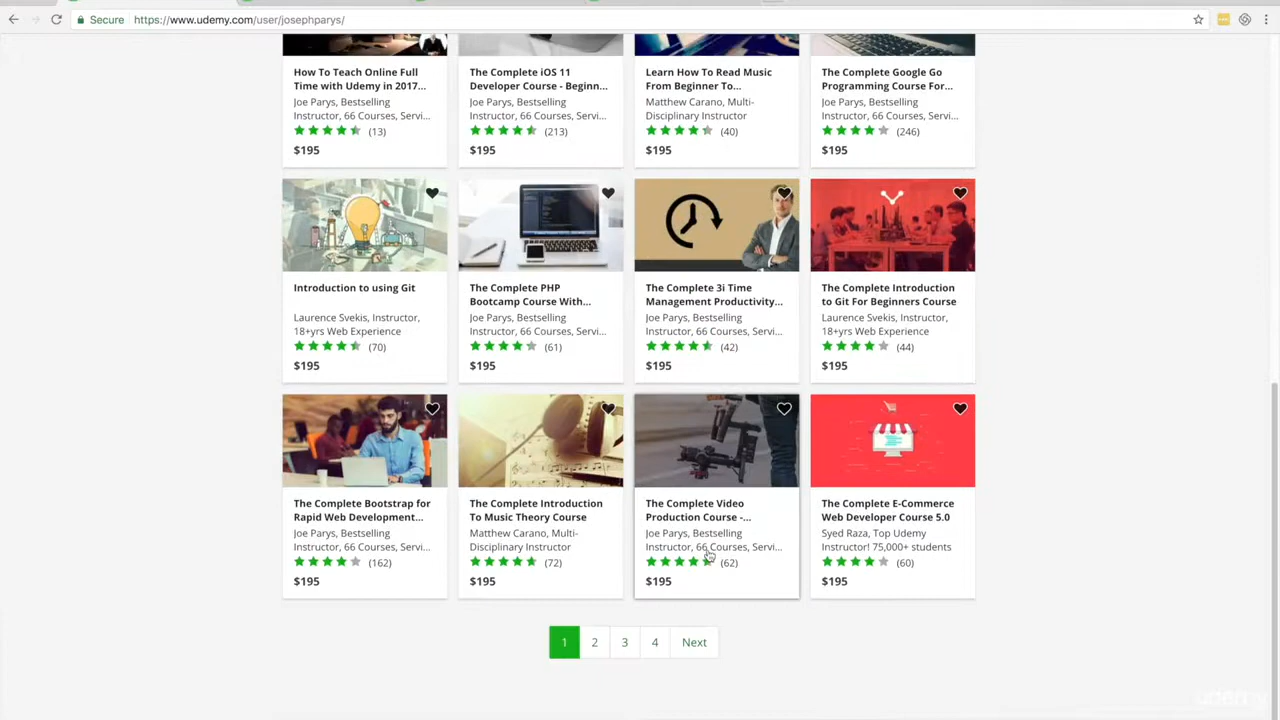 Secure https://www.udemy.com/user/josephparys/
How To Teach Online Full
Time with Udemy in 2017...
Joe Parys, Bestselling
Instructor, 66 Courses, Servi...
(13)
$195
The Complete iOS 11
Developer Course - Beginn...
Joe Parys, Bestselling
Instructor, 66 Courses, Servi...
(213)
$195
Learn How To Read Music
From Beginner To...
Matthew Carano, Multi-
Disciplinary Instructor
(40)
$195
The Complete Google Go
Programming Course For...
Joe Parys, Bestselling
Instructor, 66 Courses, Servi...
(246)
$195
Introduction to using Git
Laurence Svekis, Instructor,
18+yrs Web Experience
(70)
$195
The Complete PHP
Bootcamp Course With...
Joe Parys, Bestselling
Instructor, 66 Courses, Servi...
(61)
$195
The Complete 3i Time
Management Productivity...
Joe Parys, Bestselling
Instructor, 66 Courses, Servi...
(42)
$195
The Complete Introduction
to Git For Beginners Course
Laurence Svekis, Instructor,
18+yrs Web Experience
(44)
$195
The Complete Bootstrap for
Rapid Web Development...
Joe Parys, Bestselling
Instructor, 66 Courses, Servi...
(162)
$195
The Complete Introduction
To Music Theory Course
Matthew Carano, Multi-
Disciplinary Instructor
(72)
$195
The Complete Video
Production Course -...
Joe Parys, Bestselling
Instructor, 66 Courses, Servi...
(62)
$195
The Complete E-Commerce
Web Developer Course 5.0
Syed Raza, Top Udemy
Instructor! 75,000+ students
(60)
$195
1 2 3 4 Next
udemy